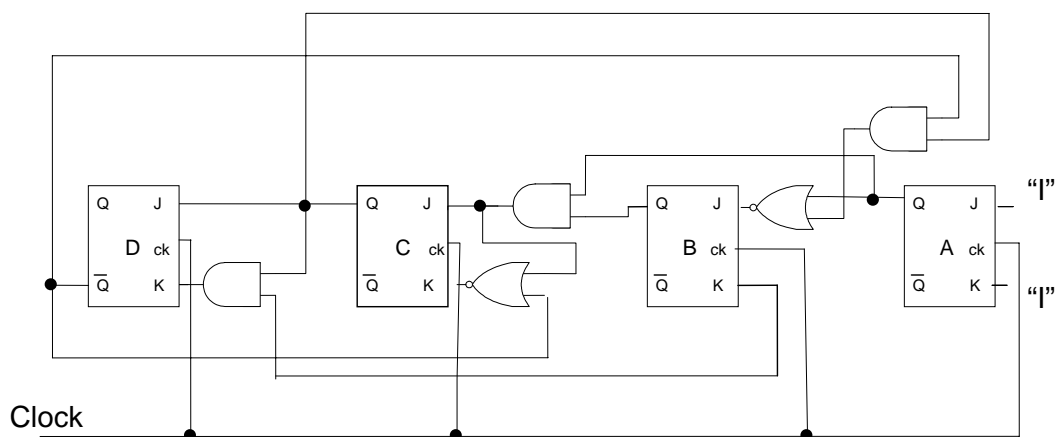 “I”
Q J Q J Q J Q J
D ck C ck B ck A ck
Q K Q K Q K Q K
“I”
Clock